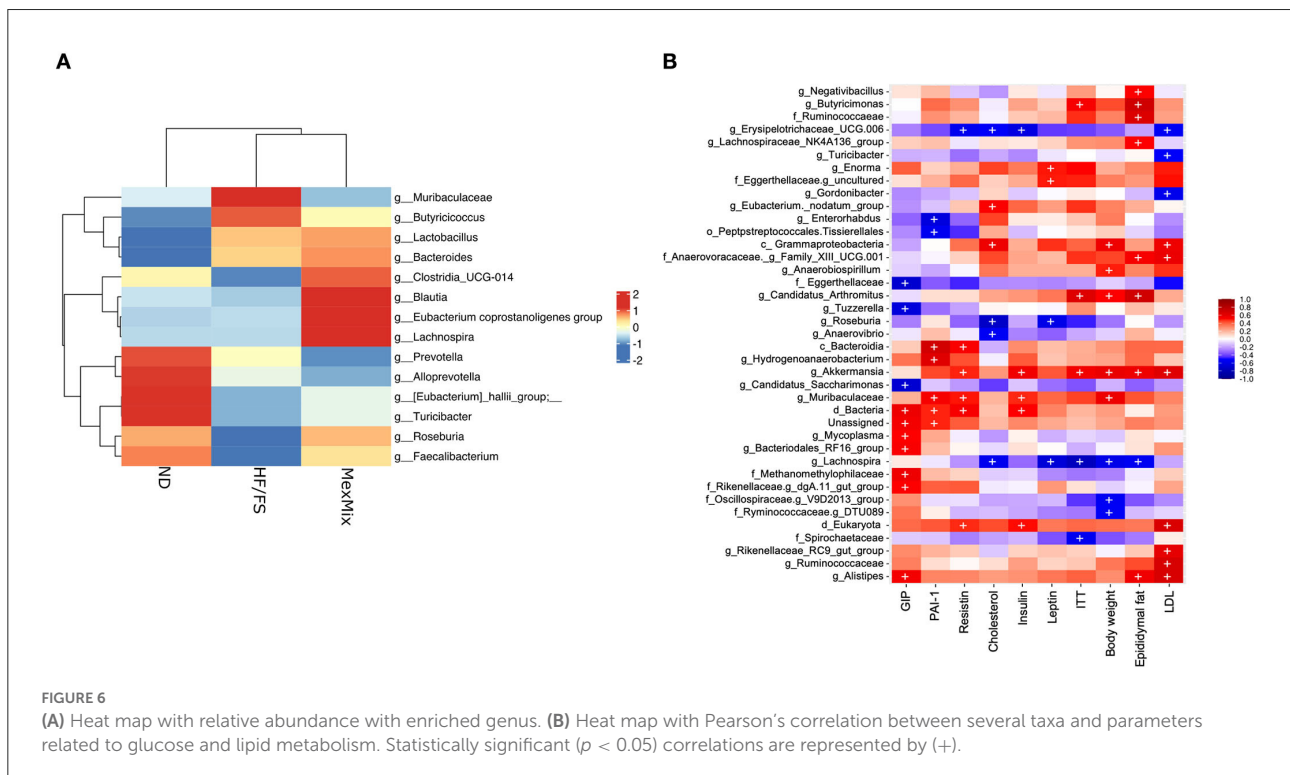 A
g__Muribaculaceae
g__Butyricicoccus
g__Lactobacillus
g__Bacteroides
g__Clostridia_UCG-014
g__Blautia
g__Eubacterium coprostanoligenes group
g__Lachnospira
g__Prevotella
g__Alloprevotella
g__[Eubacterium]_hallii_group;__
g__Turicibacter
g__Roseburia
g__Faecalibacterium
ND
HF/FS
MexMix
2
1
0
-1
-2
B
g_Negativibacillus
g_Butyricimonas
f_Ruminococcaceae
g_Erysipelotrichaceae_UCG.006
g_Lachnospiraceae_NK4A136_group
g_Turicibacter
g_Enorma
f_Eggerthellaceae.g_uncultured
g_Gordonibacter
g_Eubacterium._nodatum_group
g_ Enterorhabdus
o_Peptpstreptococcales.Tissierellales
c_ Grammaproteobacteria
f_Anaerovoracaceae._g_Family_XIII_UCG.001
g_Anaerobiospirillum
f_ Eggerthellaceae
g_Candidatus_Arthromitus
g_Tuzzerella
g_Roseburia
g_Anaerovibrio
c_ Bacteroidia
g_Hydrogenoanaerobacterium
g_Akkermansia
g_Candidatus_Saccharimonas
g_Muribaculaceae
d_Bacteria
Unassigned
g_Mycoplasma
g_Bacteriodales_RF16_group
g_Lachnospira
f_Methanomethylophilaceae
f_Rikenellaceae.g_dgA.11_gut_group
f_Oscillospiraceae.g_V9D2013_group
f_Ryminococcaceae.g_DTU089
d_Eukaryota
f_Spirochaetaceae
g_Rikenellaceae_RC9_gut_group
g_Ruminococcaceae
g_Alistipes
GIP
PAI-1
Resistin
Cholesterol
Insulin
Leptin
ITT
Body weight
Epididymal fat
LDL
1.0
0.8
0.6
0.4
0.2
0.0
-0.2
-0.4
-0.6
-0.8
-1.0
FIGURE 6
(A) Heat map with relative abundance with enriched genus. (B) Heat map with Pearson's correlation between several taxa and parameters
related to glucose and lipid metabolism. Statistically significant (p < 0.05) correlations are represented by (+).